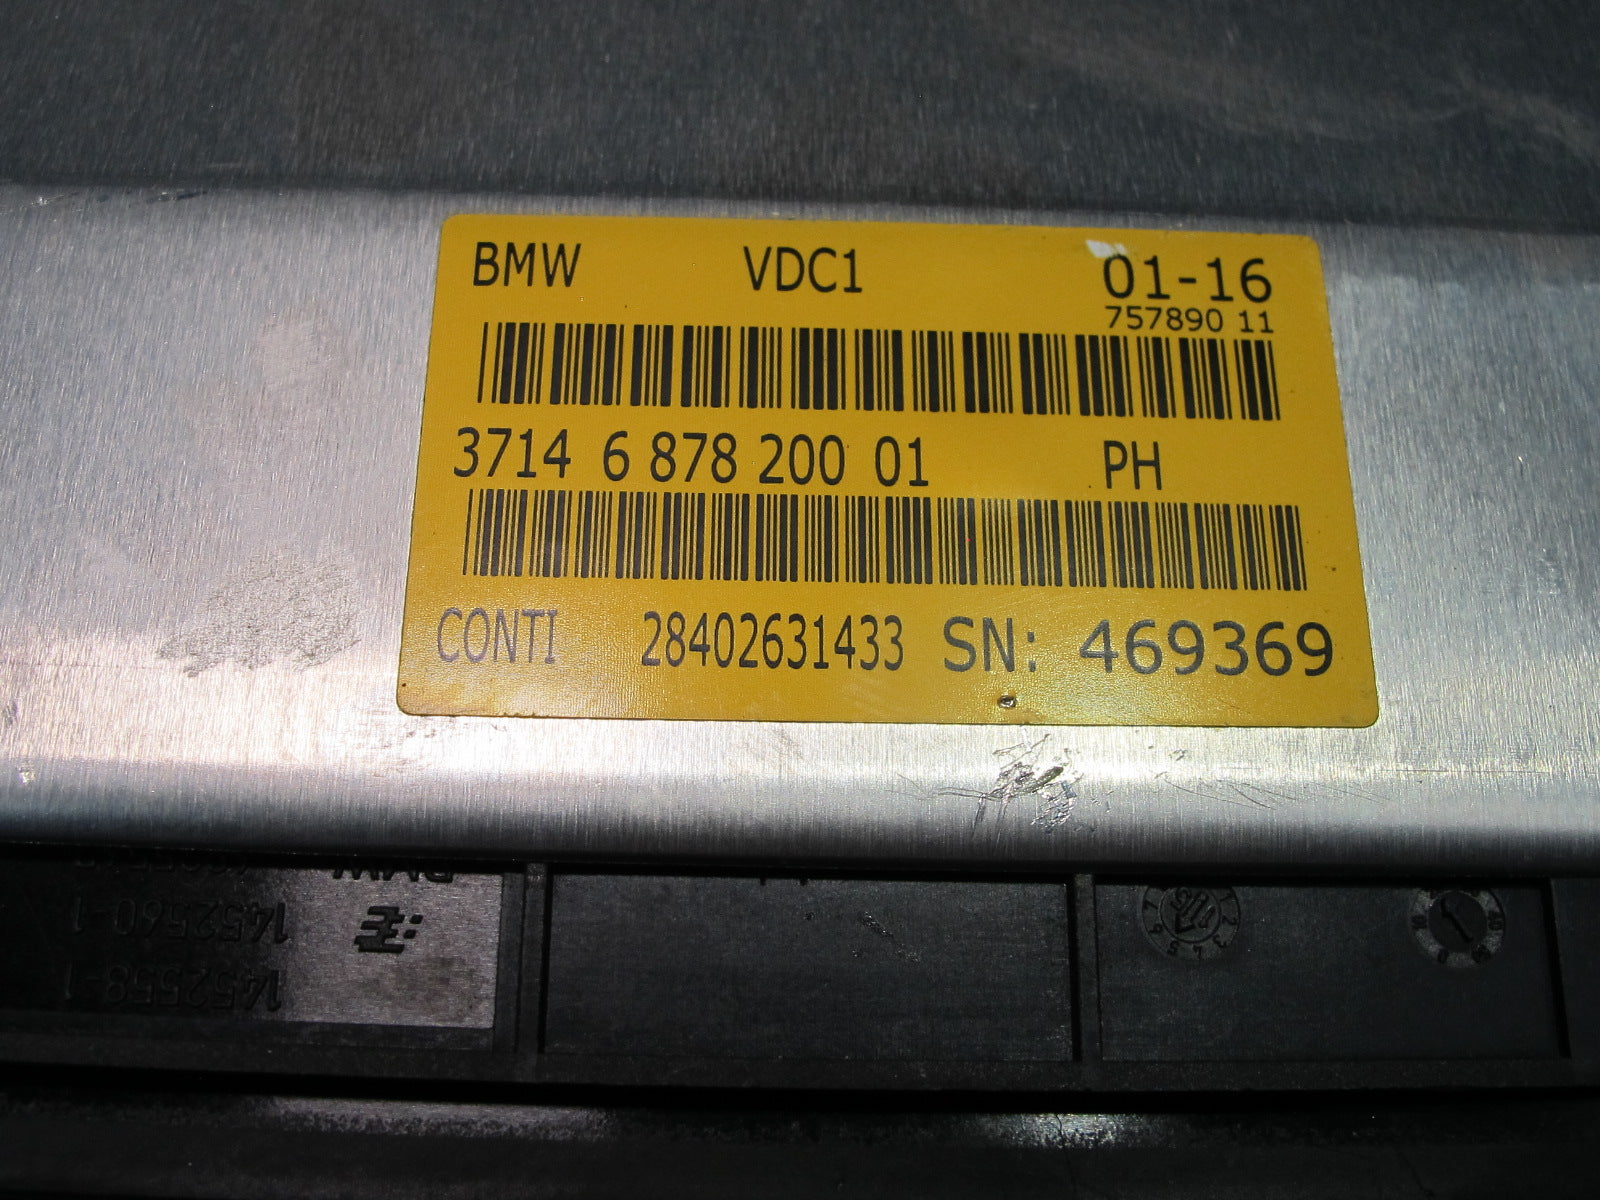 BMW VDC1 01-16
757890 11
3714 6 878 200 01 PH
CONTI 28402631433 SN: 469369
BMW
1452560-1
1452558-1